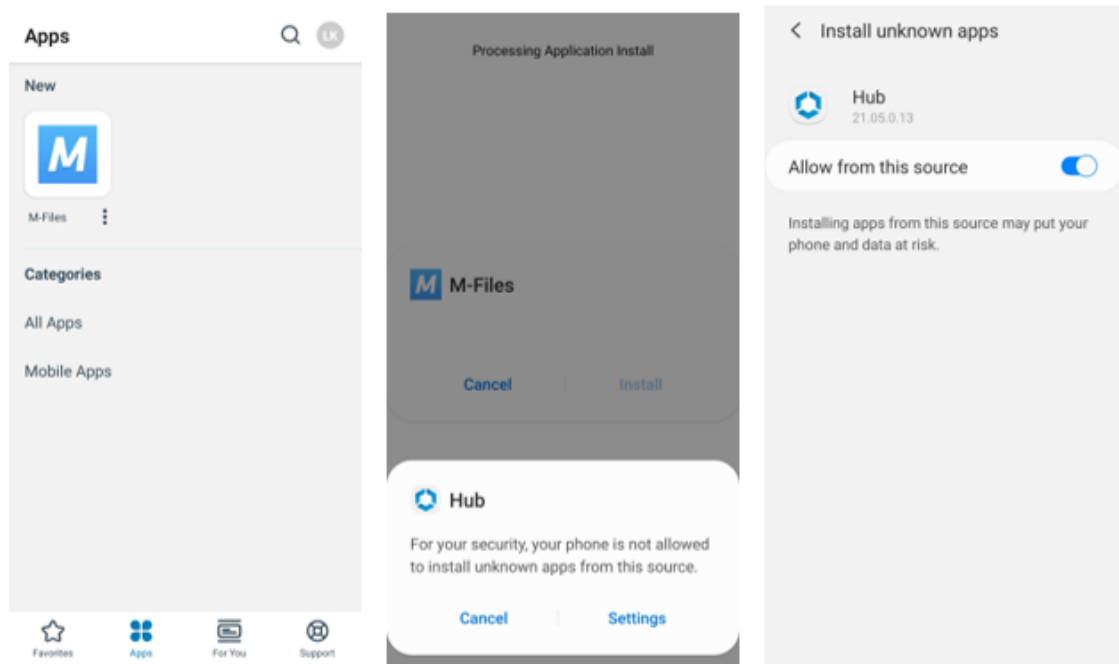 Apps
LK
New
M
M-Files
Categories
All Apps
Mobile Apps
Favorites
Apps
For You
Support
Processing Application Install
M M-Files
Cancel
Install
Hub
For your security, your phone is not allowed
to install unknown apps from this source.
Cancel
Settings
Install unknown apps
Hub
21.05.0.13
Allow from this source
Installing apps from this source may put your
phone and data at risk.